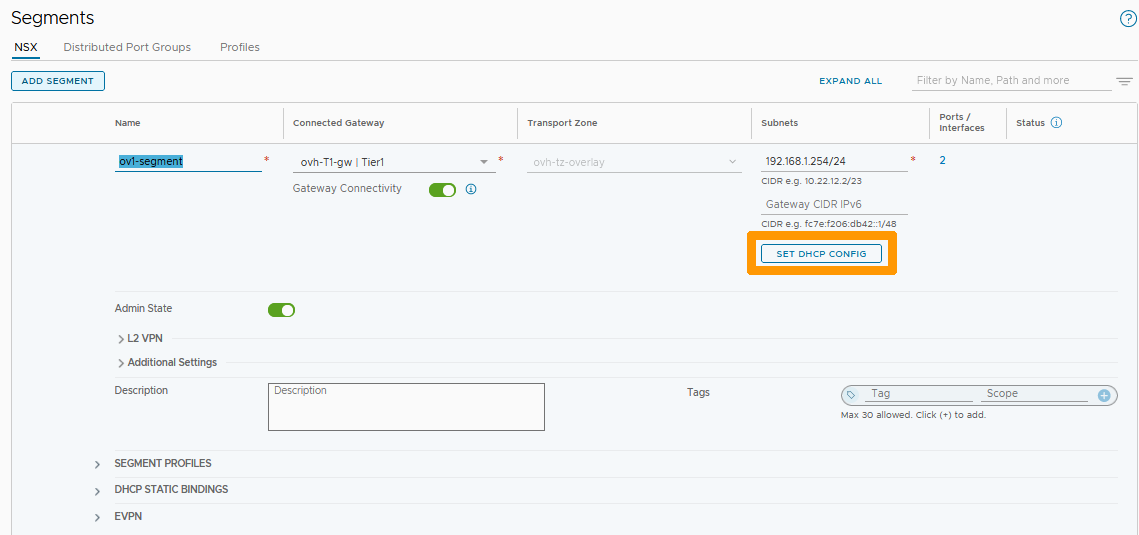 Segments
?
NSX
Distributed Port Groups
Profiles
ADD SEGMENT
EXPAND ALL
Filter by Name, Path and more
Name
Connected Gateway
Transport Zone
Subnets
Ports /
Interfaces
Status
ov1-segment *
ovh-T1-gw | Tier1 *
ovh-tz-overlay
192.168.1.254/24 *
2
CIDR e.g. 10.22.12.2/23
Gateway Connectivity
Gateway CIDR IPv6
CIDR e.g. fc7e:f206:db42::1/48
SET DHCP CONFIG
Admin State
L2 VPN
Additional Settings
Description
Description
Tags
Tag
Scope
Max 30 allowed. Click (+) to add.
SEGMENT PROFILES
DHCP STATIC BINDINGS
EVPN